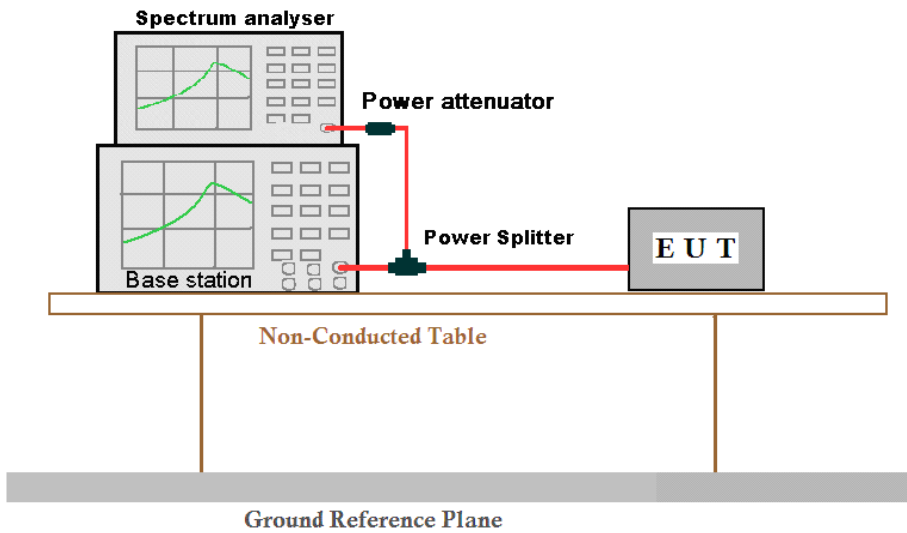 Spectrum analyser
Power attenuator
Power Splitter
E U T
Base station
Non-Conducted Table
Ground Reference Plane